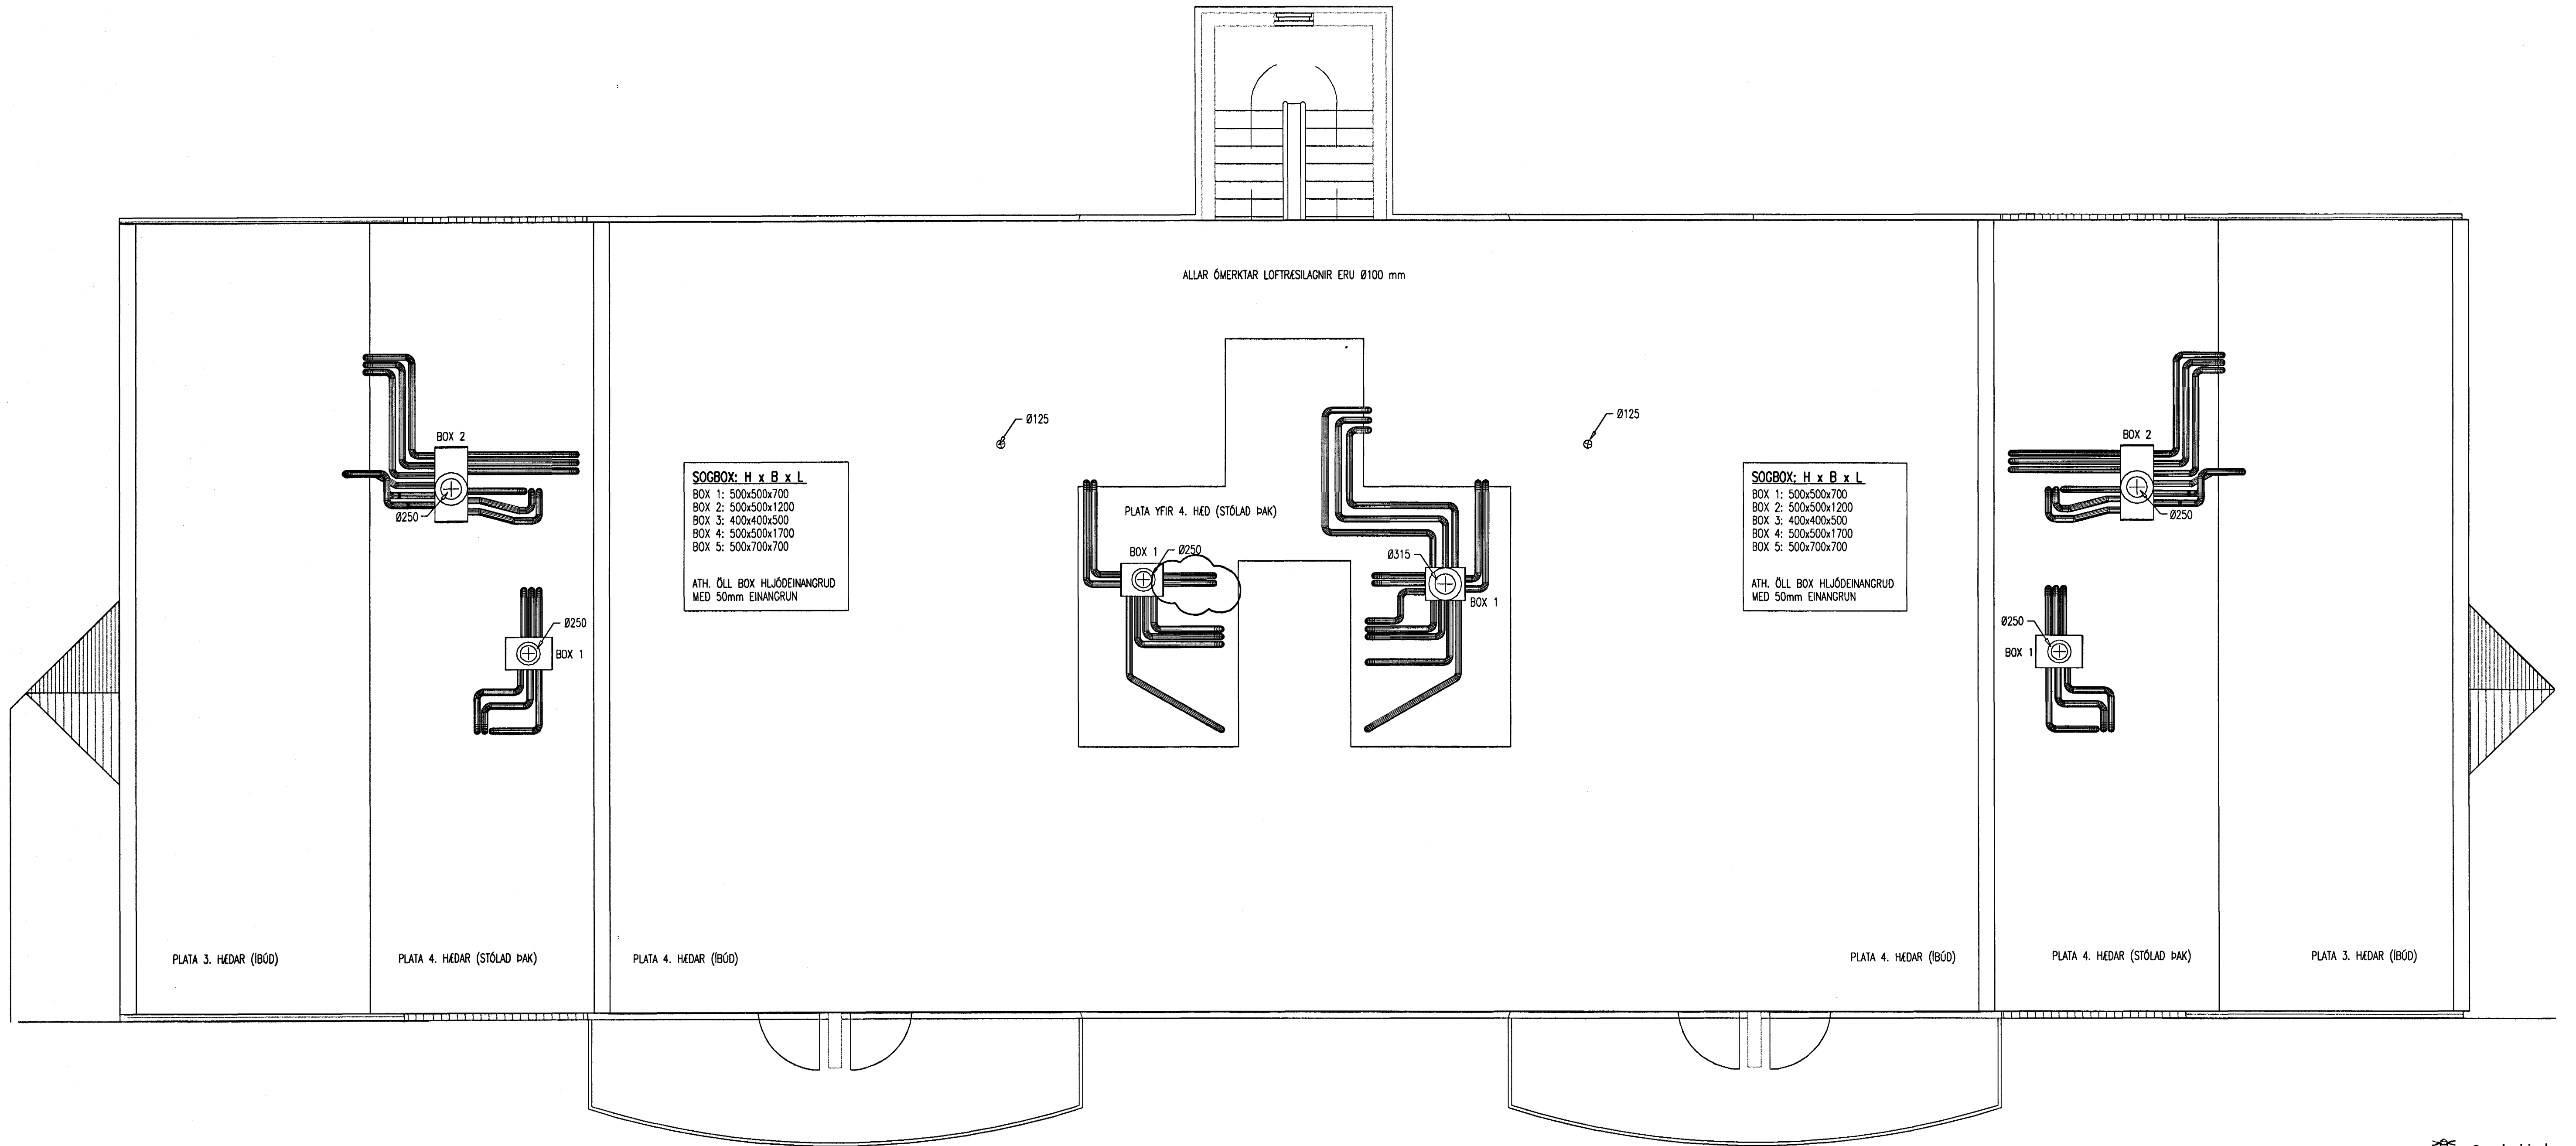 ALLAR ÓMERKTAR LOFTRÆSILAGNIR ERU Ø100 mm
Ø125
Ø125
BOX 2
Ø250
Ø250
BOX 1
SOGBOX: H x B x L
BOX 1: 500x500x700
BOX 2: 500x500x1200
BOX 3: 400x400x500
BOX 4: 500x500x1700
BOX 5: 500x700x700
ATH. ÖLL BOX HLJÓÐEINANGRUÐ
MEÐ 50mm EINANGRUN
PLATA YFIR 4. HÆÐ (STÓLAÐ ÞAK)
BOX 1
Ø250
Ø315
BOX 1
SOGBOX: H x B x L
BOX 1: 500x500x700
BOX 2: 500x500x1200
BOX 3: 400x400x500
BOX 4: 500x500x1700
BOX 5: 500x700x700
ATH. ÖLL BOX HLJÓÐEINANGRUÐ
MEÐ 50mm EINANGRUN
BOX 2
Ø250
Ø250
BOX 1
PLATA 3. HÆÐAR (ÍBÚÐ)
PLATA 4. HÆÐAR (STÓLAÐ ÞAK)
PLATA 4. HÆÐAR (ÍBÚÐ)
PLATA 4. HÆÐAR (ÍBÚÐ)
PLATA 4. HÆÐAR (STÓLAÐ ÞAK)
PLATA 3. HÆÐAR (ÍBÚÐ)